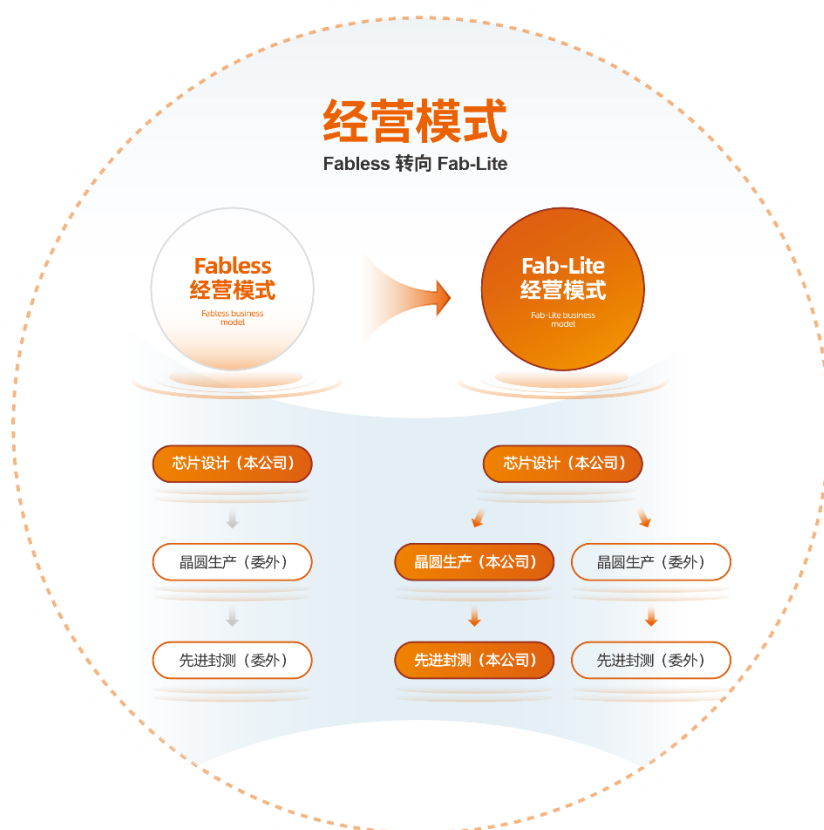 经营模式
Fabless 转向 Fab-Lite
Fabless
经营模式
Fabless business
model
Fab-Lite
经营模式
Fab-Lite business
model
芯片设计（本公司）
晶圆生产（委外）
先进封测（委外）
芯片设计（本公司）
晶圆生产（本公司）
晶圆生产（委外）
先进封测（本公司）
先进封测（委外）